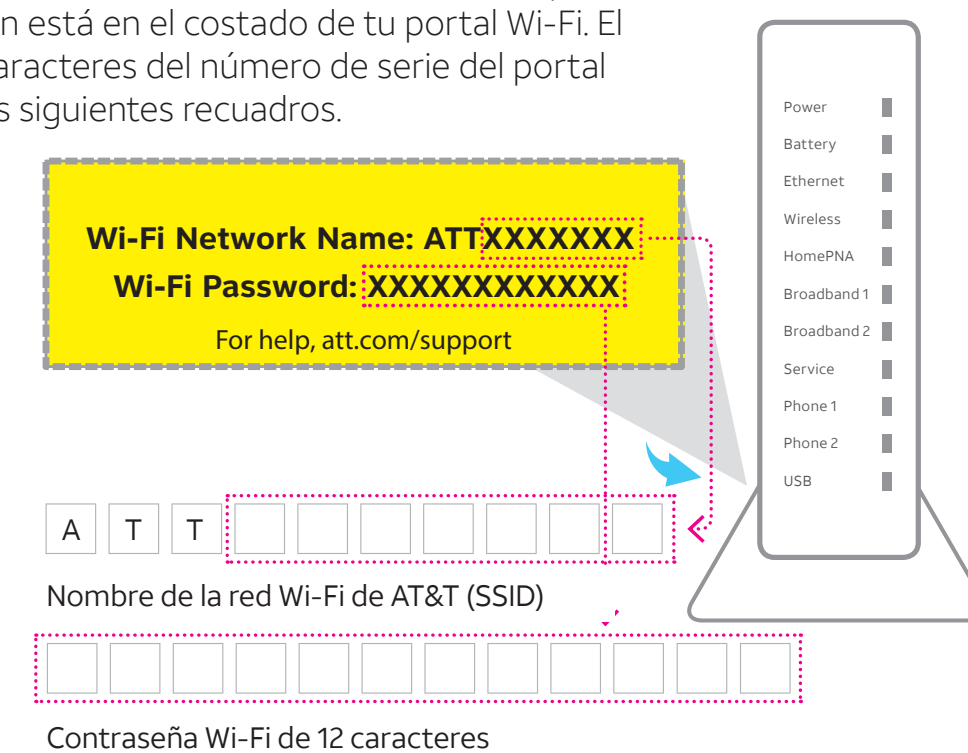 n está en el costado de tu portal Wi-Fi. El
aracteres del número de serie del portal
s siguientes recuadros.
Wi-Fi Network Name: ATTXXXXXXX
Wi-Fi Password: XXXXXXXXXXXX
For help, att.com/support
Power
Battery
Ethernet
Wireless
HomePNA
Broadband 1
Broadband 2
Service
Phone 1
Phone 2
USB
A T T
Nombre de la red Wi-Fi de AT&T (SSID)
Contraseña Wi-Fi de 12 caracteres